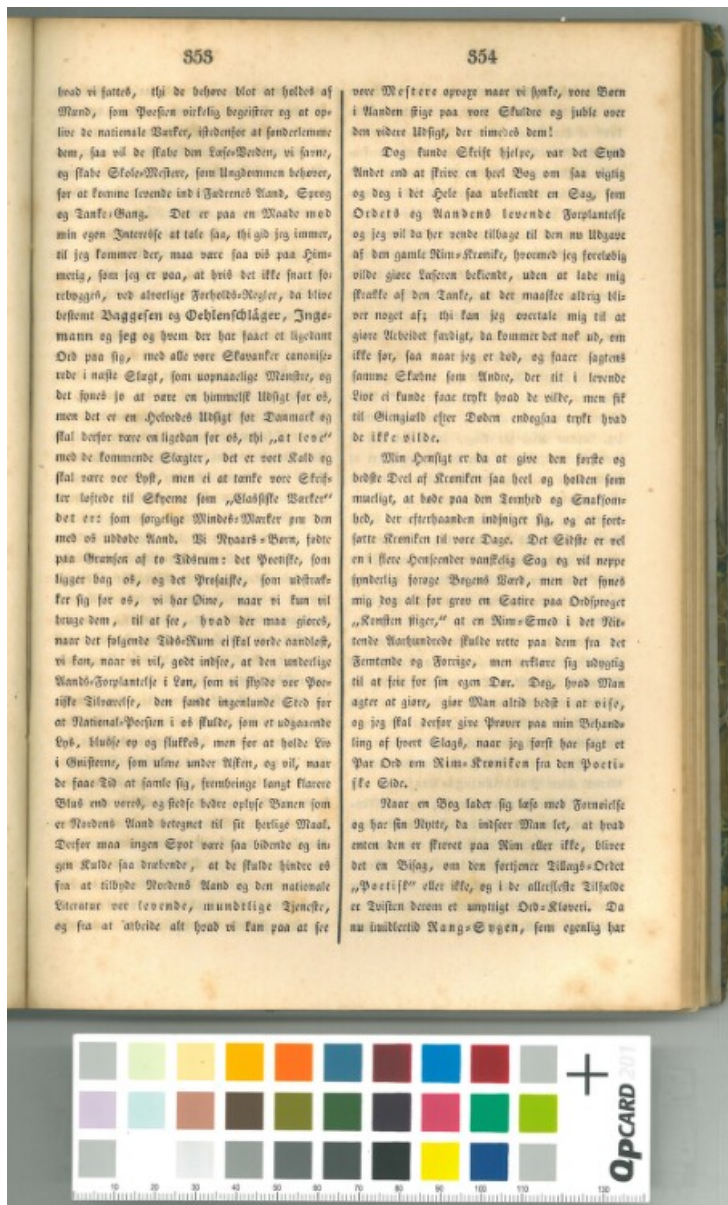 353
hvad vi fattes, thi de behøve blot at holdes af
Mænd, som Poesien virkelig begeistrer og at op-
live de nationale Værker, istedenfor at sønderlemme
dem, saa vil de skabe den Læse-Verden, vi savne,
og skabe Skole-Mestere, som Ungdommen behøver,
for at komme levende ind i Fædrenes Aand, Sprog
og Tanke-Gang. Det er paa en Maade mod
min egen Interesse at tale saa, thi gid jeg immer,
til jeg kommer der, maa være saa vis paa Him-
merig, som jeg er paa, at hvis det ikke snart fo-
rebygges, ved alvorlige Forholds-Regler, da blive
bestemt Baggesen og Oehlenschläger, Inge-
mann og jeg og hvem der har faaet et ligedant
Ord paa sig, med alle vore Skavanker canonise-
rede i næste Slægt, som uopnaaelige Mønstre, og
det synes jo at være en himmelsk Udsigt for os,
men det er en Helvedes Udsigt for Danmark og
skal derfor være en ligedan for os, thi „at leve“
med de kommende Slægter, det er vort Kald og
skal være vor Lyst, men ei at tænke vore Skrif-
ter løftede til Skyerne som „Classiske Værker“
det er: som sørgelige Mindes-Mærker om den
med os uddøde Aand. Vi Nyaars-Børn, fødte
paa Grænsen af to Tidsrum: det Poetiske, som
ligger bag os, og det Prosaiske, som udstræk-
ker sig for os, vi har Øine, naar vi kun vil
bruge dem, til at see, hvad der maa giøres,
naar det følgende Tids-Rum ei skal vorde aandløst,
vi kan, naar vi vil, godt indsee, at den underlige
Aands-Forplantelse i Løn, som vi skylde vor Poe-
tiske Tilværelse, den fandt ingenlunde Sted for
at National-Poesien i os skulde, som et udgaaende
Lys, blusse op og slukkes, men for at holde Liv
i Gnisterne, som ulme under Asken, og vil, naar
de faae Tid at samle sig, frembringe langt klarere
Blus end vores, og stedse bedre oplyse Banen som
er Nordens Aand betegnet til sit herlige Maal.
Derfor maa ingen Spot være saa bidende og in-
gen Kulde saa dræbende, at de skulde hindre os
fra at tilbyde Nordens Aand og den nationale
Literatur vor levende, mundtlige Tjeneste,
og fra at arbeide alt hvad vi kan paa at see
354
vore Mestere opvoxe naar vi synke, vore Børn
i Aanden stige paa vore Skuldre og juble over
den videre Udsigt, der times dem!
Dog kunde Skrift hjelpe, var det Synd
Andet end at skrive en heel Bog om saa vigtig
og dog i det Hele saa ubekiendt en Sag, som
Ordets og Aandens levende Forplantelse
og jeg vil da her vende tilbage til den ny Udgave
af den gamle Rim-Krønike, hvormed jeg foreløbig
vilde giøre Læseren bekiendt, uden at lade mig
skrække af den Tanke, at der maaskee aldrig bli-
ver noget af; thi kan jeg overtale mig til at
giøre Arbeidet færdigt, da kommer det nok ud, om
ikke før, saa naar jeg er død, og faaer sagtens
samme Skæbne som Andre, der tit i levende
Live ei kunde faae trykt hvad de vilde, men fik
til Giengiæld efter Døden endogsaa trykt hvad
de ikke vilde.
Min Hensigt er da at give den første og
bedste Deel af Krøniken saa heel og holden som
mueligt, at bøde paa den Tomhed og Snaksom-
hed, der efterhaanden indsniger sig, og at fort-
sætte Krøniken til vore Dage. Det Sidste er vel
en i flere Henseender vanskelig Sag og vil neppe
synderlig forøge Bogens Værd, men det synes
mig dog alt for grov en Satire paa Ordsproget
„Konsten stiger,“ at en Rim-Smed i det Nit-
tende Aarhundrede skulde rette paa dem fra det
Femtende og Forrige, men erklære sig udygtig
til at feie for sin egen Dør. Dog, hvad Man
agter at giøre, giør Man altid bedst i at vise,
og jeg skal derfor give Prøver paa min Behand-
ling af hvert Slags, naar jeg først har sagt et
Par Ord om Rim-Krøniken fra den Poeti-
ske Side.
Naar en Bog lader sig læse med Fornøielse
og har sin Nytte, da indseer Man let, at hvad
enten den er skrevet paa Rim eller ikke, bliver
det en Bisag, om den fortjener Tillægs-Ordet
„Poetisk“ eller ikke, og i de allerfleste Tilfælde
er Tvisten derom et unyttigt Ord-Kløveri. Da
nu imidlertid Rang-Sygen, som egenlig har
QpCARD 201
10 20 30 40 50 60 70 80 90 100 110 130